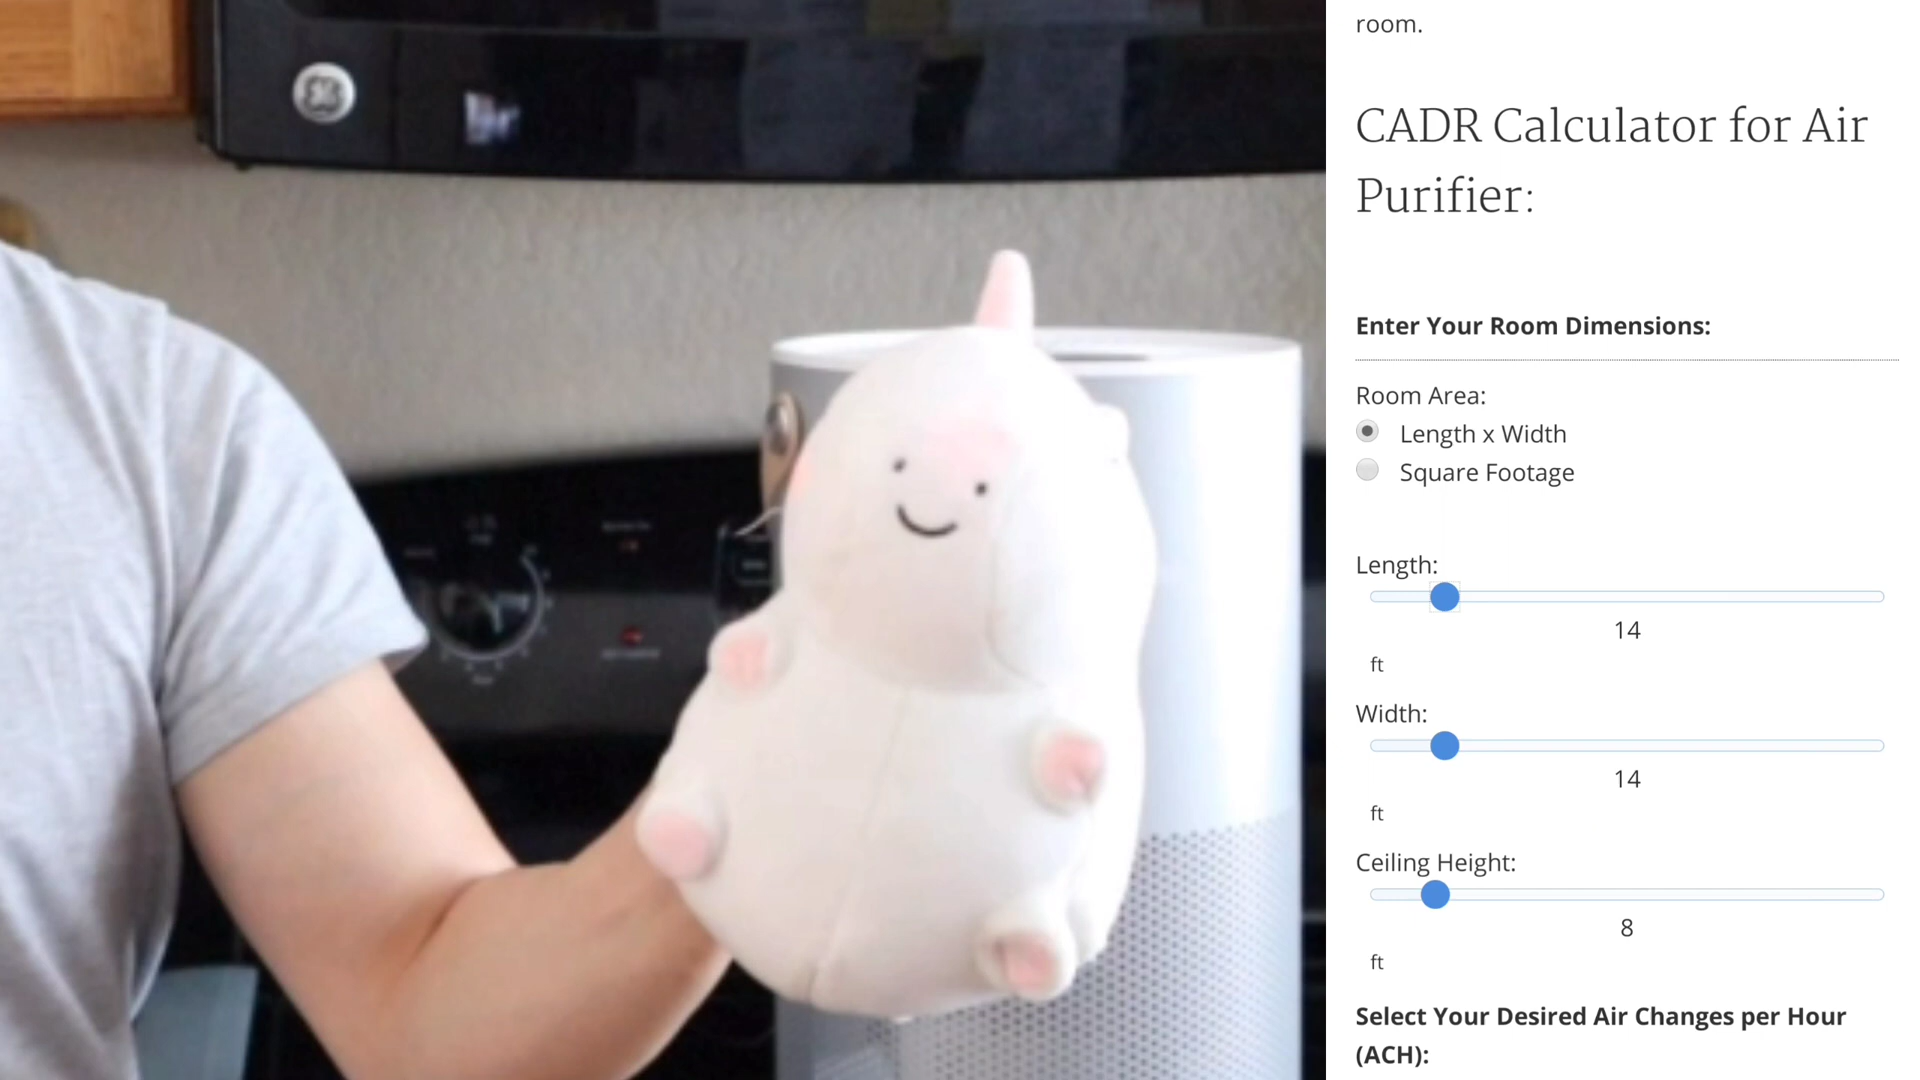 GE
room.
CADR Calculator for Air
Purifier:
Enter Your Room Dimensions:
Room Area:
Length x Width
Square Footage
Length:
14
ft
Width:
14
ft
Ceiling Height:
8
ft
Select Your Desired Air Changes per Hour
(ACH):